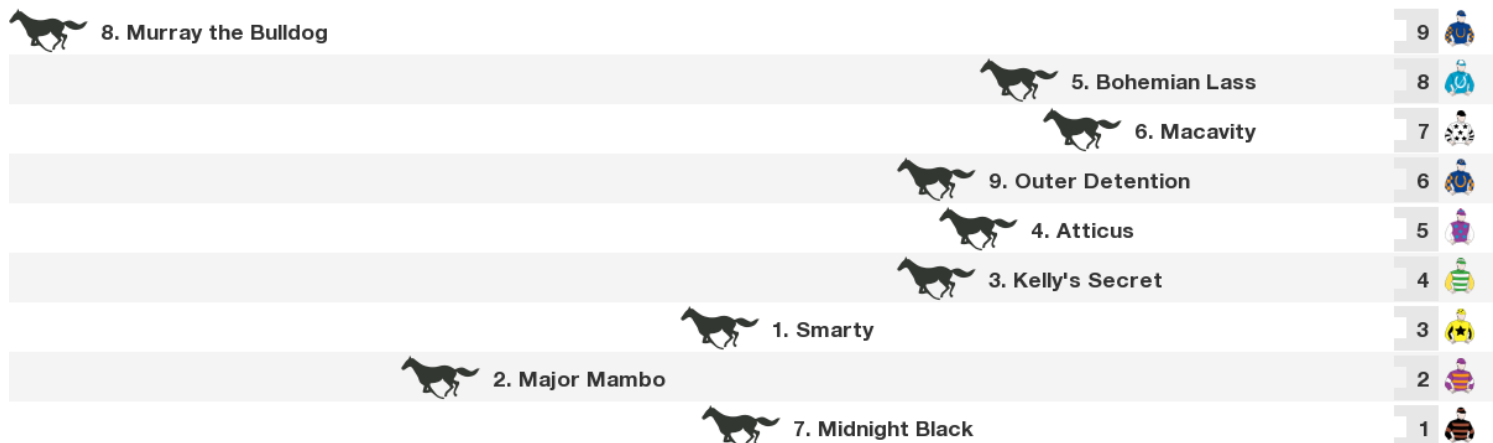 8. Murray the Bulldog 9
5. Bohemian Lass 8
6. Macavity 7
9. Outer Detention 6
4. Atticus 5
3. Kelly's Secret 4
1. Smarty 3
2. Major Mambo 2
7. Midnight Black 1